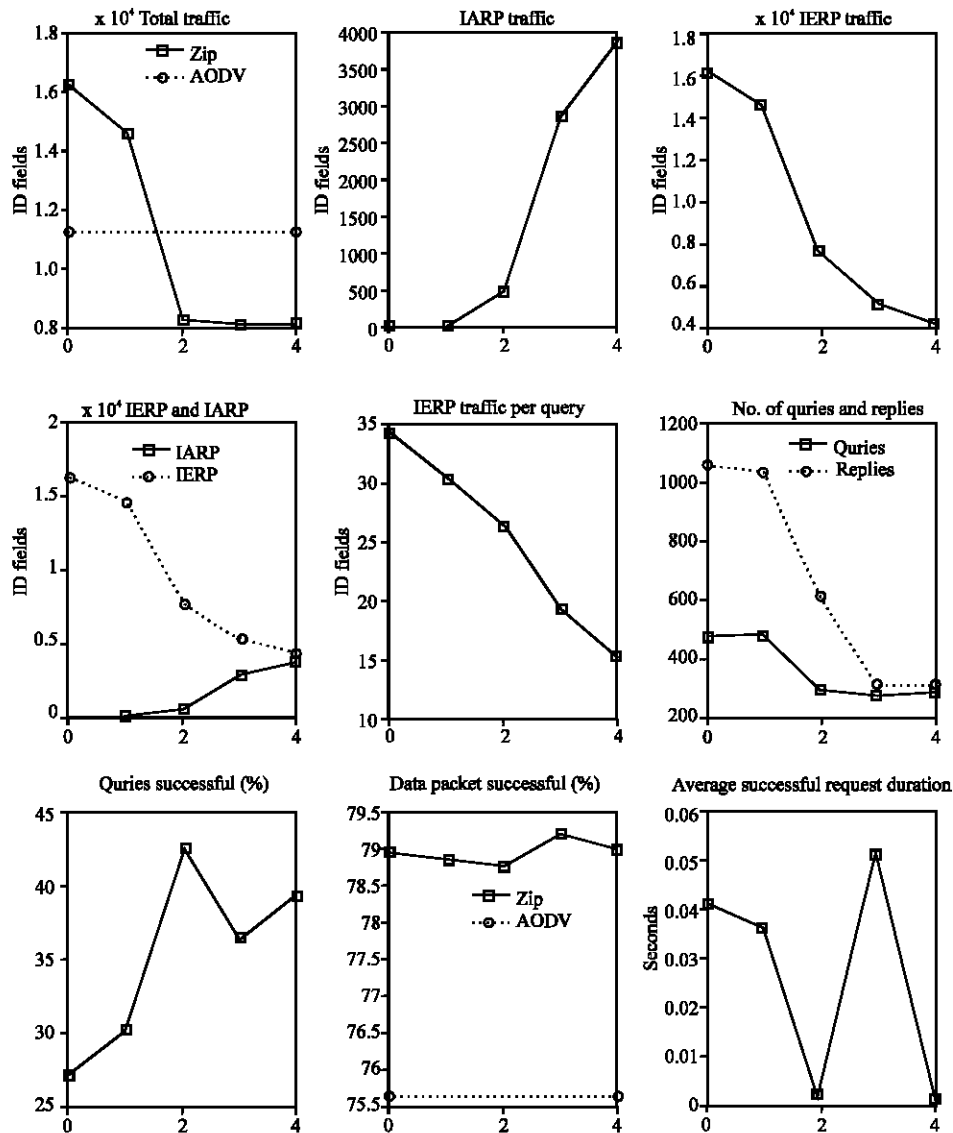 x 10⁴ Total traffic
1.8
1.6
1.4
1.2
1.0
0.8
ID fields
Zip
AODV
0 2 4
IARP traffic
4000
3500
3000
2500
2000
1500
1000
500
0
ID fields
0 2 4
x 10⁴ IERP traffic
1.8
1.6
1.4
1.2
1.0
0.8
0.6
0.4
ID fields
0 2 4
x 10⁴ IERP and IARP
2
1.5
1
0.5
0
ID fields
IARP
IERP
0 2 4
IERP traffic per query
35
30
25
20
15
10
ID fields
0 2 4
No. of quries and replies
1200
1000
800
600
400
200
Quries
Replies
0 2 4
Quries successful (%)
45
40
35
30
25
0 2 4
Data packet successful (%)
79.5
79
78.5
78
77.5
77
76.5
76
75.5
Zip
AODV
0 2 4
Average successful request duration
0.06
0.05
0.04
0.03
0.02
0.01
0
Seconds
0 2 4